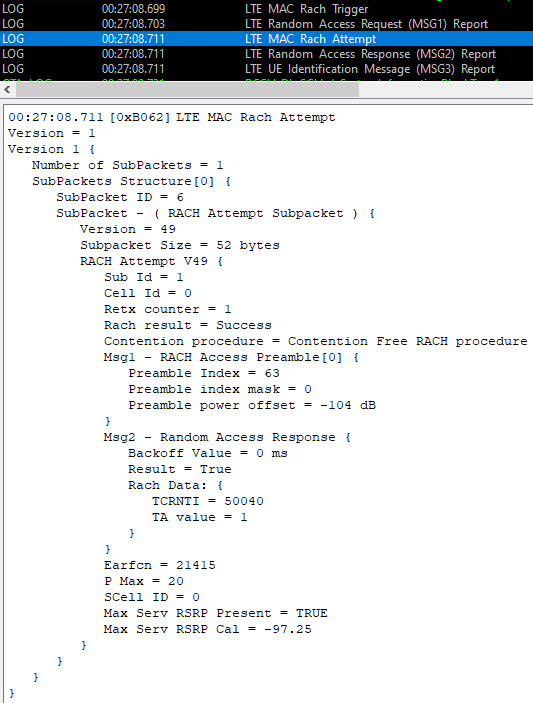 LOG 00:27:08.699 LTE MAC Rach Trigger
LOG 00:27:08.703 LTE Random Access Request (MSG1) Report
LOG 00:27:08.711 LTE MAC Rach Attempt
LOG 00:27:08.711 LTE Random Access Response (MSG2) Report
LOG 00:27:08.711 LTE UE Identification Message (MSG3) Report
00:27:08.711 [0xB062] LTE MAC Rach Attempt
Version = 1
Version 1 {
Number of SubPackets = 1
SubPackets Structure[0] {
SubPacket ID = 6
SubPacket - ( RACH Attempt Subpacket ) {
Version = 49
Subpacket Size = 52 bytes
RACH Attempt V49 {
Sub Id = 1
Cell Id = 0
Retx counter = 1
Rach result = Success
Contention procedure = Contention Free RACH procedure
Msg1 - RACH Access Preamble[0] {
Preamble Index = 63
Preamble index mask = 0
Preamble power offset = -104 dB
}
Msg2 - Random Access Response {
Backoff Value = 0 ms
Result = True
Rach Data: {
TCRNTI = 50040
TA value = 1
}
}
Earfcn = 21415
P Max = 20
SCell ID = 0
Max Serv RSRP Present = TRUE
Max Serv RSRP Cal = -97.25
}
}
}
}